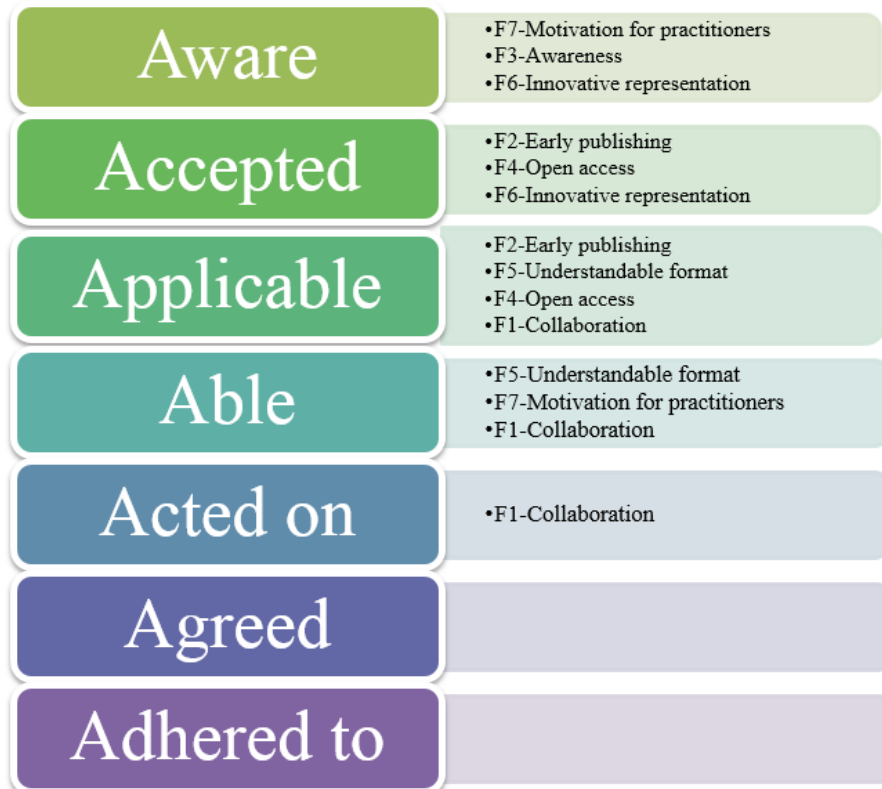 Aware
•F7-Motivation for practitioners
•F3-Awareness
•F6-Innovative representation
Accepted
•F2-Early publishing
•F4-Open access
•F6-Innovative representation
Applicable
•F2-Early publishing
•F5-Understandable format
•F4-Open access
•F1-Collaboration
Able
•F5-Understandable format
•F7-Motivation for practitioners
•F1-Collaboration
Acted on
•F1-Collaboration
Agreed
Adhered to